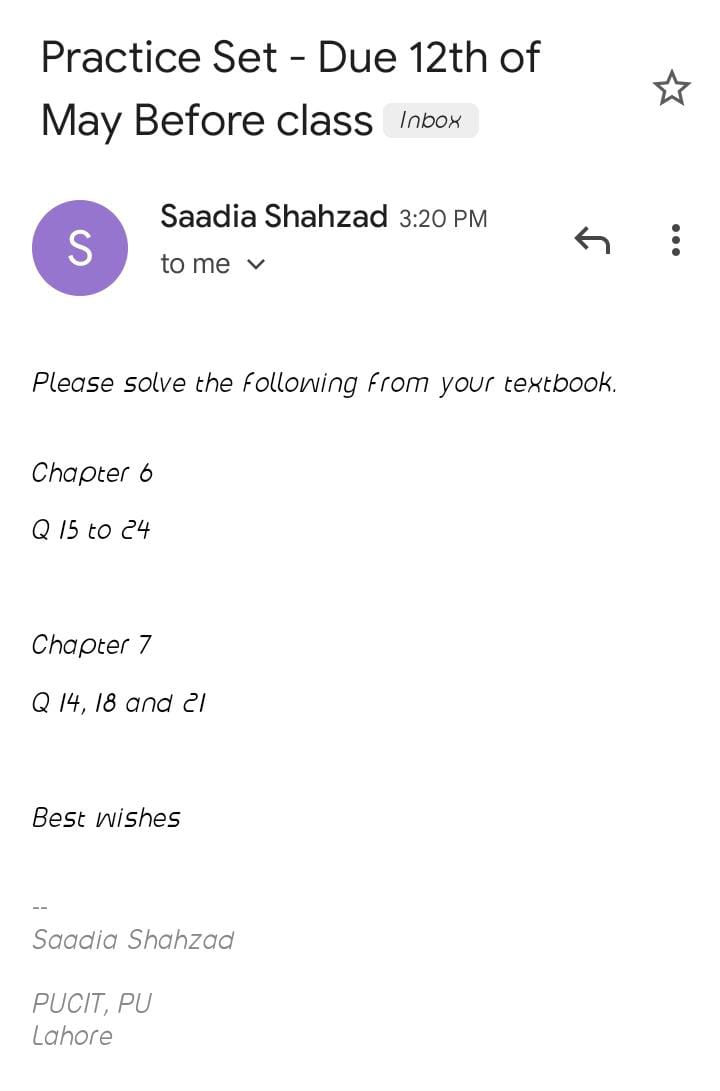 Practice Set - Due 12th of
May Before class Inbox
S
Saadia Shahzad 3:20 PM
to me
Please solve the following from your textbook.
Chapter 6
Q 15 to 24
Chapter 7
Q 14, 18 and 21
Best wishes
--
Saadia Shahzad
PUCIT, PU
Lahore